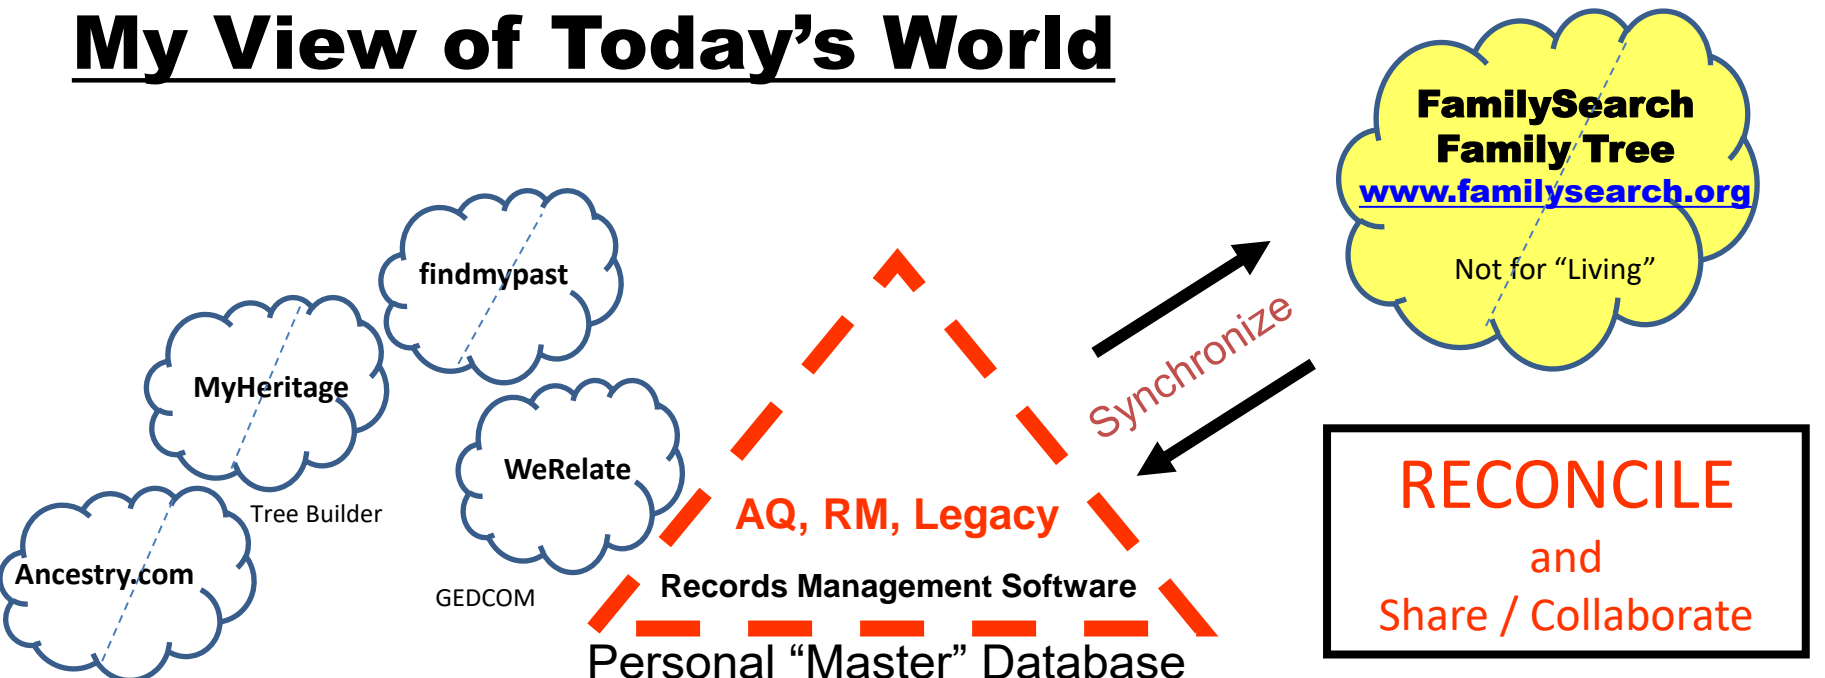 My View of Today’s World
FamilySearch
Family Tree
www.familysearch.org
Not for “Living”
findmypast
MyHeritage
WeRelate
Tree Builder
Ancestry.com
GEDCOM
Synchronize
AQ, RM, Legacy
Records Management Software
Personal “Master” Database
RECONCILE
and
Share / Collaborate